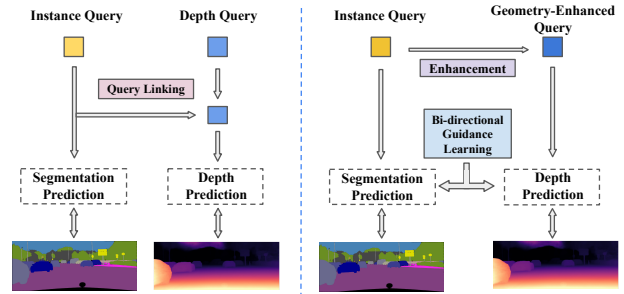 Instance Query
Depth Query
Query Linking
Segmentation
Prediction
Depth
Prediction
Instance Query
Geometry-Enhanced
Query
Enhancement
Bi-directional
Guidance
Learning
Segmentation
Prediction
Depth
Prediction